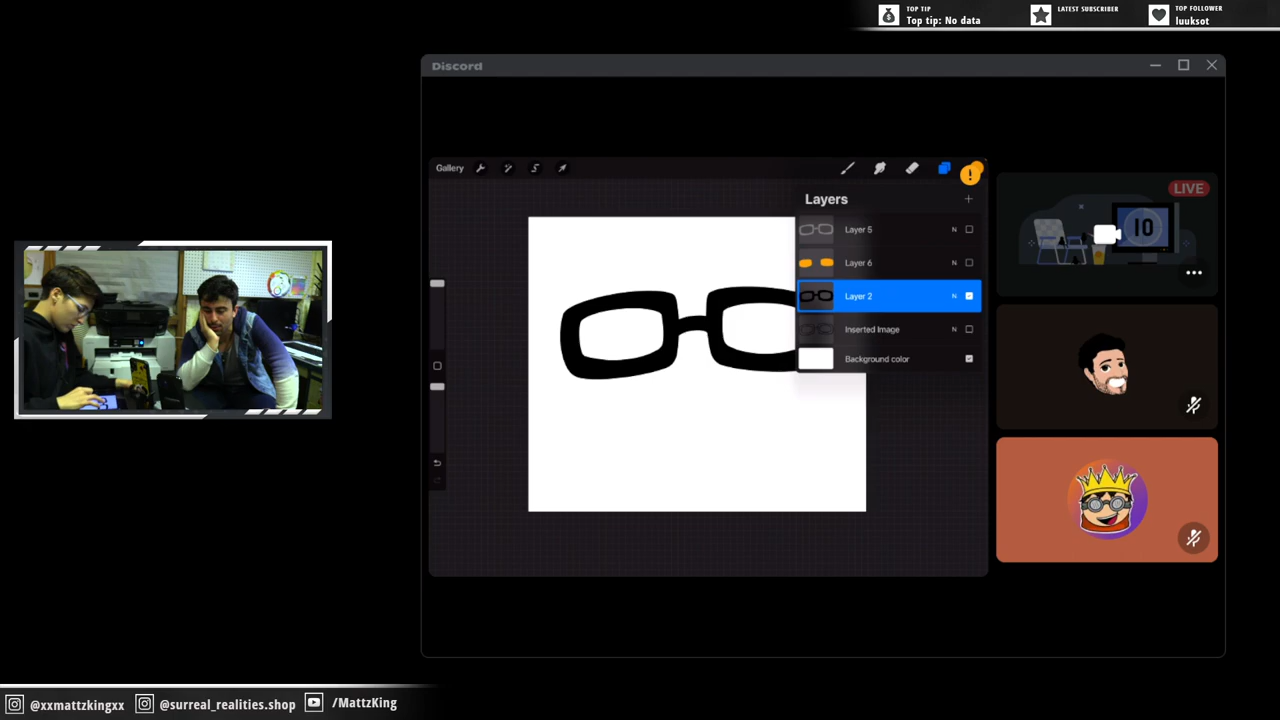 TOP TIP
Top tip: No data
LATEST SUBSCRIBER
TOP FOLLOWER
luuksot
Discord
Gallery
Layers
Layer 5 N
Layer 6 N
Layer 2 N
Inserted Image N
Background color
LIVE
10
@xxmattzkingxx
@surreal_realities.shop
/MattzKing